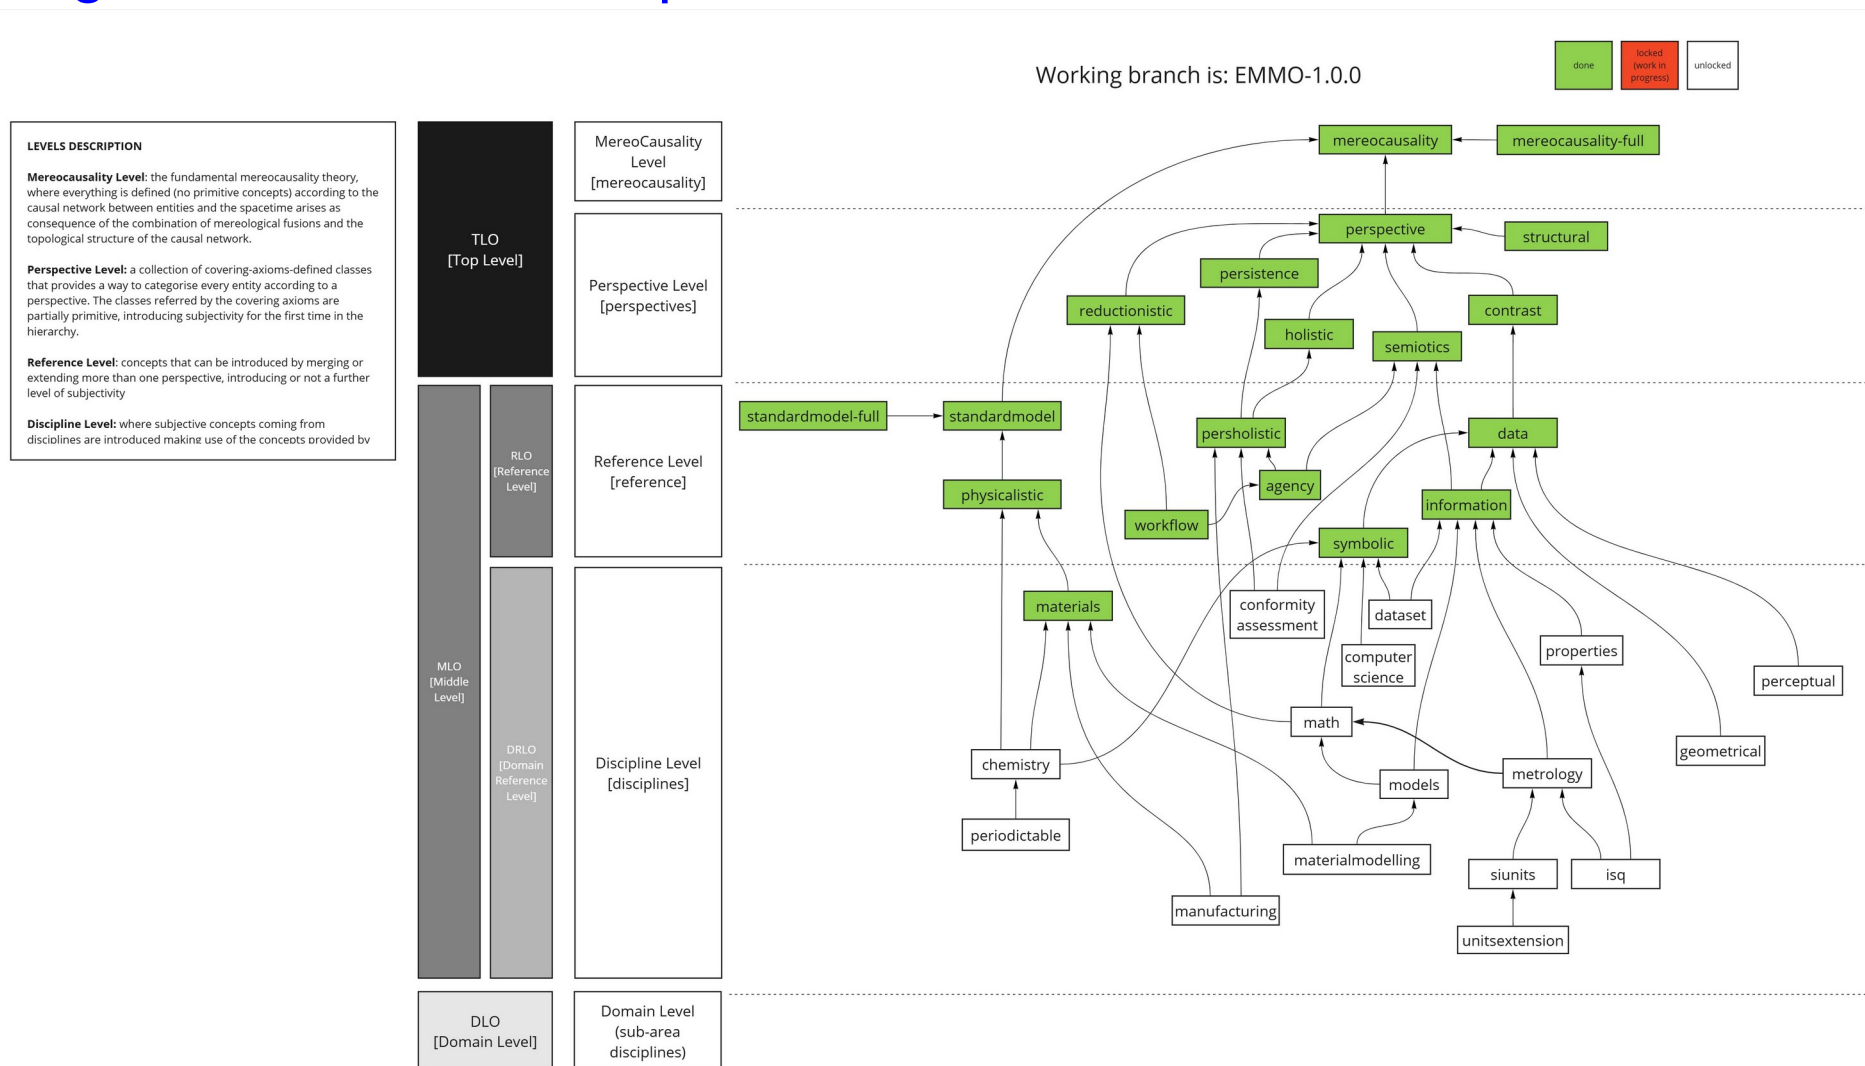 Working branch is: EMMO-1.0.0
done
locked
(work in
progress)
unlocked
LEVELS DESCRIPTION
Mereocausality Level: the fundamental mereocausality theory,
where everything is defined (no primitive concepts) according to the
causal network between entities and the spacetime arises as
consequence of the combination of mereological fusions and the
topological structure of the causal network.
Perspective Level: a collection of covering-axioms-defined classes
that provides a way to categorise every entity according to a
perspective. The classes referred by the covering axioms are
partially primitive, introducing subjectivity for the first time in the
hierarchy.
Reference Level: concepts that can be introduced by merging or
extending more than one perspective, introducing or not a further
level of subjectivity
Discipline Level: where subjective concepts coming from
disciplines are introduced making use of the concepts provided by
TLO
[Top Level]
MLO
[Middle
Level]
RLO
[Reference
Level]
DRLO
[Domain
Reference
Level]
DLO
[Domain Level]
MereoCausality
Level
[mereocausality]
Perspective Level
[perspectives]
Reference Level
[reference]
Discipline Level
[disciplines]
Domain Level
(sub-area
disciplines)
mereocausality
mereocausality-full
perspective
structural
persistence
reductionistic
contrast
holistic
semiotics
standardmodel-full
standardmodel
persholistic
data
agency
physicalistic
information
workflow
symbolic
materials
conformity
assessment
dataset
properties
computer
science
perceptual
math
geometrical
chemistry
metrology
models
periodictable
materialmodelling
siunits
isq
manufacturing
unitsextension